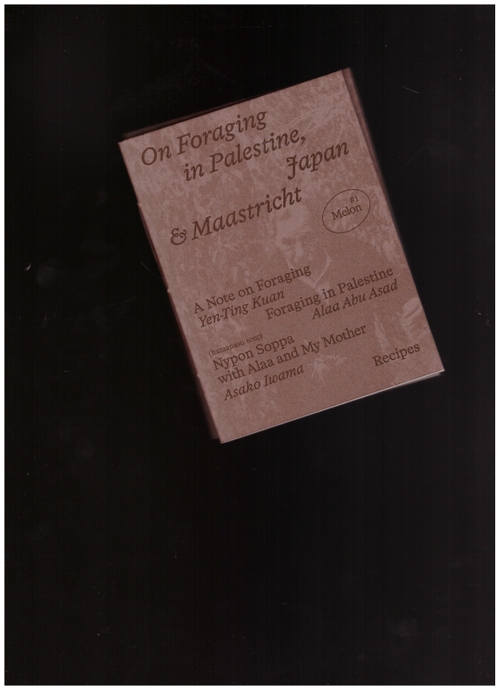 On Foraging
in Palestine,
Japan
& Maastricht
#1
Melon
A Note on Foraging
Yen-Ting Kuan
Foraging in Palestine
Alaa Abu Asad
Nypon Soppa
with Alaa and My Mother
Asako Iwama
Recipes